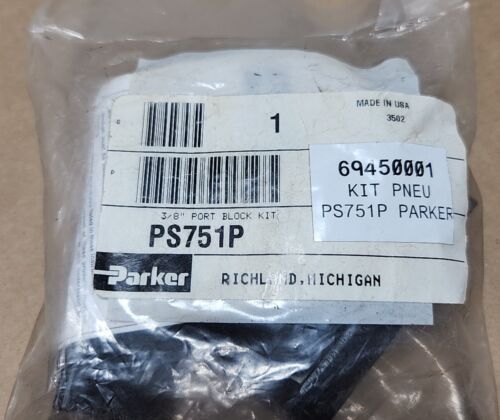 MADE IN USA
1
3502
69450001
KIT PNEU
PS751P PARKER
3/8" PORT BLOCK KIT
PS751P
Parker
RICHLAND, MICHIGAN